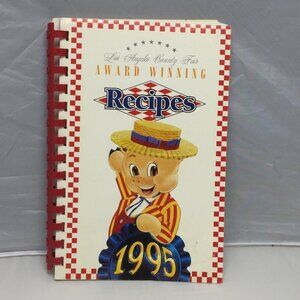 Los Angeles County Fair
AWARD WINNING
Recipes
1995